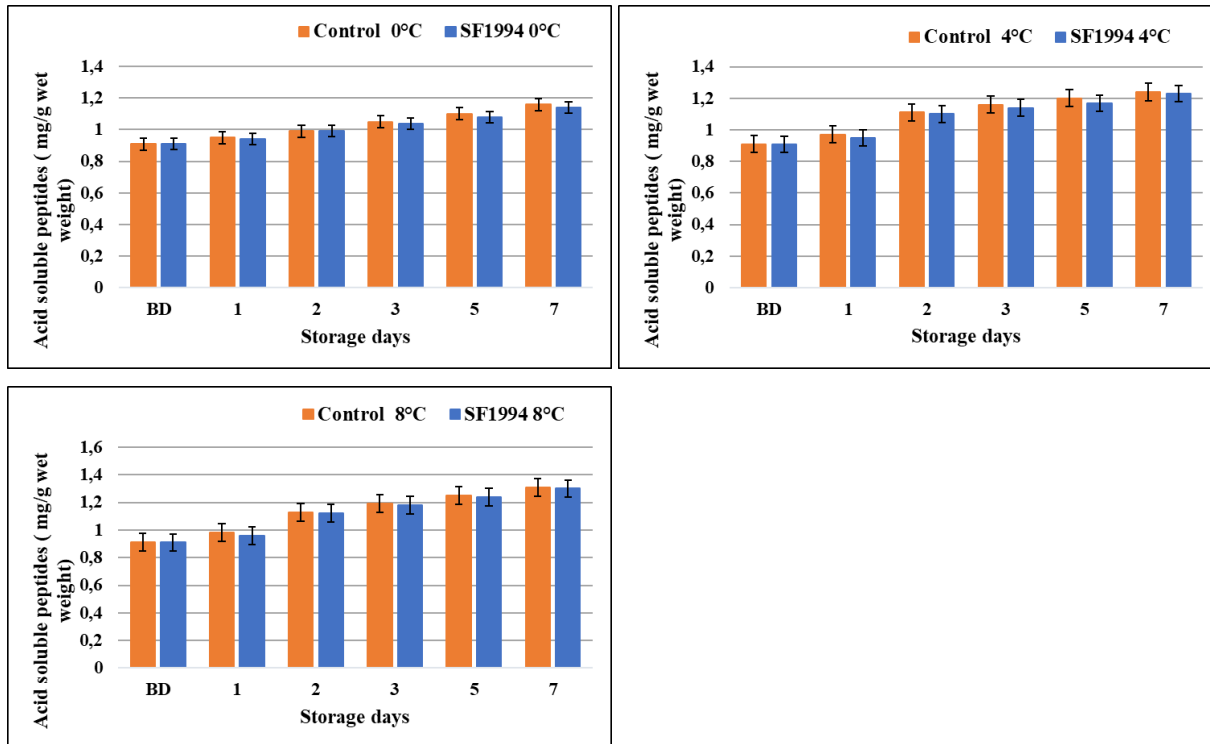 Control 0°C SF1994 0°C
Acid soluble peptides ( mg/g wet
weight)
1,4
1,2
1
0,8
0,6
0,4
0,2
0
BD 1 2 3 5 7
Storage days
Control 4°C SF1994 4°C
Acid soluble peptides ( mg/g wet
weight)
1,4
1,2
1
0,8
0,6
0,4
0,2
0
BD 1 2 3 5 7
Storage days
Control 8°C SF1994 8°C
Acid soluble peptides ( mg/g wet
weight)
1,6
1,4
1,2
1
0,8
0,6
0,4
0,2
0
BD 1 2 3 5 7
Storage days